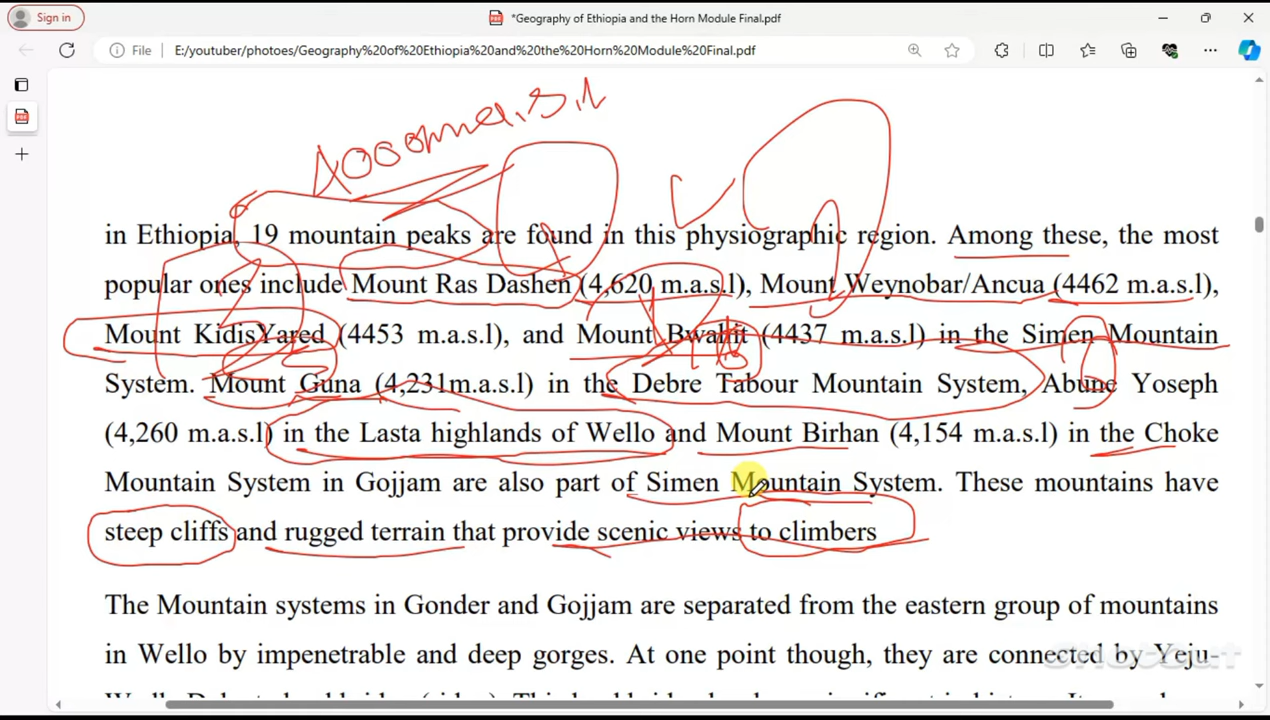 Sign in
*Geography of Ethiopia and the Horn Module Final.pdf
File
E:/youtuber/photoes/Geography%20of%20Ethiopia%20and%20the%20Horn%20Module%20Final.pdf
4000m.a.s.l
in Ethiopia, 19 mountain peaks are found in this physiographic region. Among these, the most
popular ones include Mount Ras Dashen (4,620 m.a.s.l), Mount Weynobar/Ancua (4462 m.a.s.l),
Mount KidisYared (4453 m.a.s.l), and Mount Bwahit (4437 m.a.s.l) in the Simen Mountain
System. Mount Guna (4,231m.a.s.l) in the Debre Tabour Mountain System, Abune Yoseph
(4,260 m.a.s.l) in the Lasta highlands of Wello and Mount Birhan (4,154 m.a.s.l) in the Choke
Mountain System in Gojjam are also part of Simen Mountain System. These mountains have
steep cliffs and rugged terrain that provide scenic views to climbers
The Mountain systems in Gonder and Gojjam are separated from the eastern group of mountains
in Wello by impenetrable and deep gorges. At one point though, they are connected by Yeju-